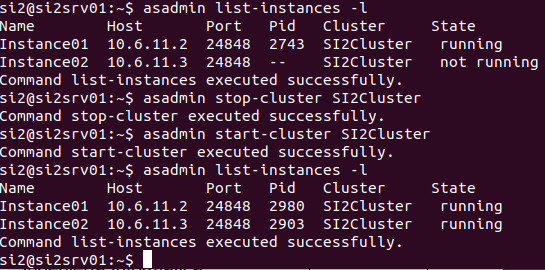 si2@si2srv01:~$ asadmin list-instances -l
Name       Host       Port  Pid  Cluster    State
Instance01 10.6.11.2 24848 2743 SI2Cluster running
Instance02 10.6.11.3 24848 -- SI2Cluster not running
Command list-instances executed successfully.
si2@si2srv01:~$ asadmin stop-cluster SI2Cluster
Command stop-cluster executed successfully.
si2@si2srv01:~$ asadmin start-cluster SI2Cluster
Command start-cluster executed successfully.
si2@si2srv01:~$ asadmin list-instances -l
Name       Host       Port  Pid  Cluster    State
Instance01 10.6.11.2 24848 2980 SI2Cluster running
Instance02 10.6.11.3 24848 2903 SI2Cluster running
Command list-instances executed successfully.
si2@si2srv01:~$